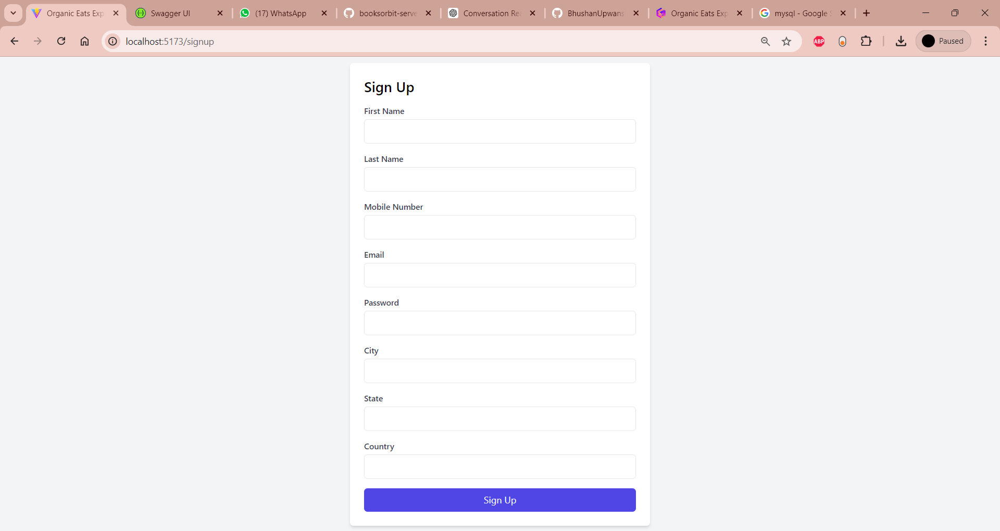 Organic Eats Exp
Swagger UI
(17) WhatsApp
booksorbit-serve
Conversation Rea
BhushanUpwans
Organic Eats Exp
mysql - Google S
localhost:5173/signup
ABP
Paused
Sign Up
First Name
Last Name
Mobile Number
Email
Password
City
State
Country
Sign Up